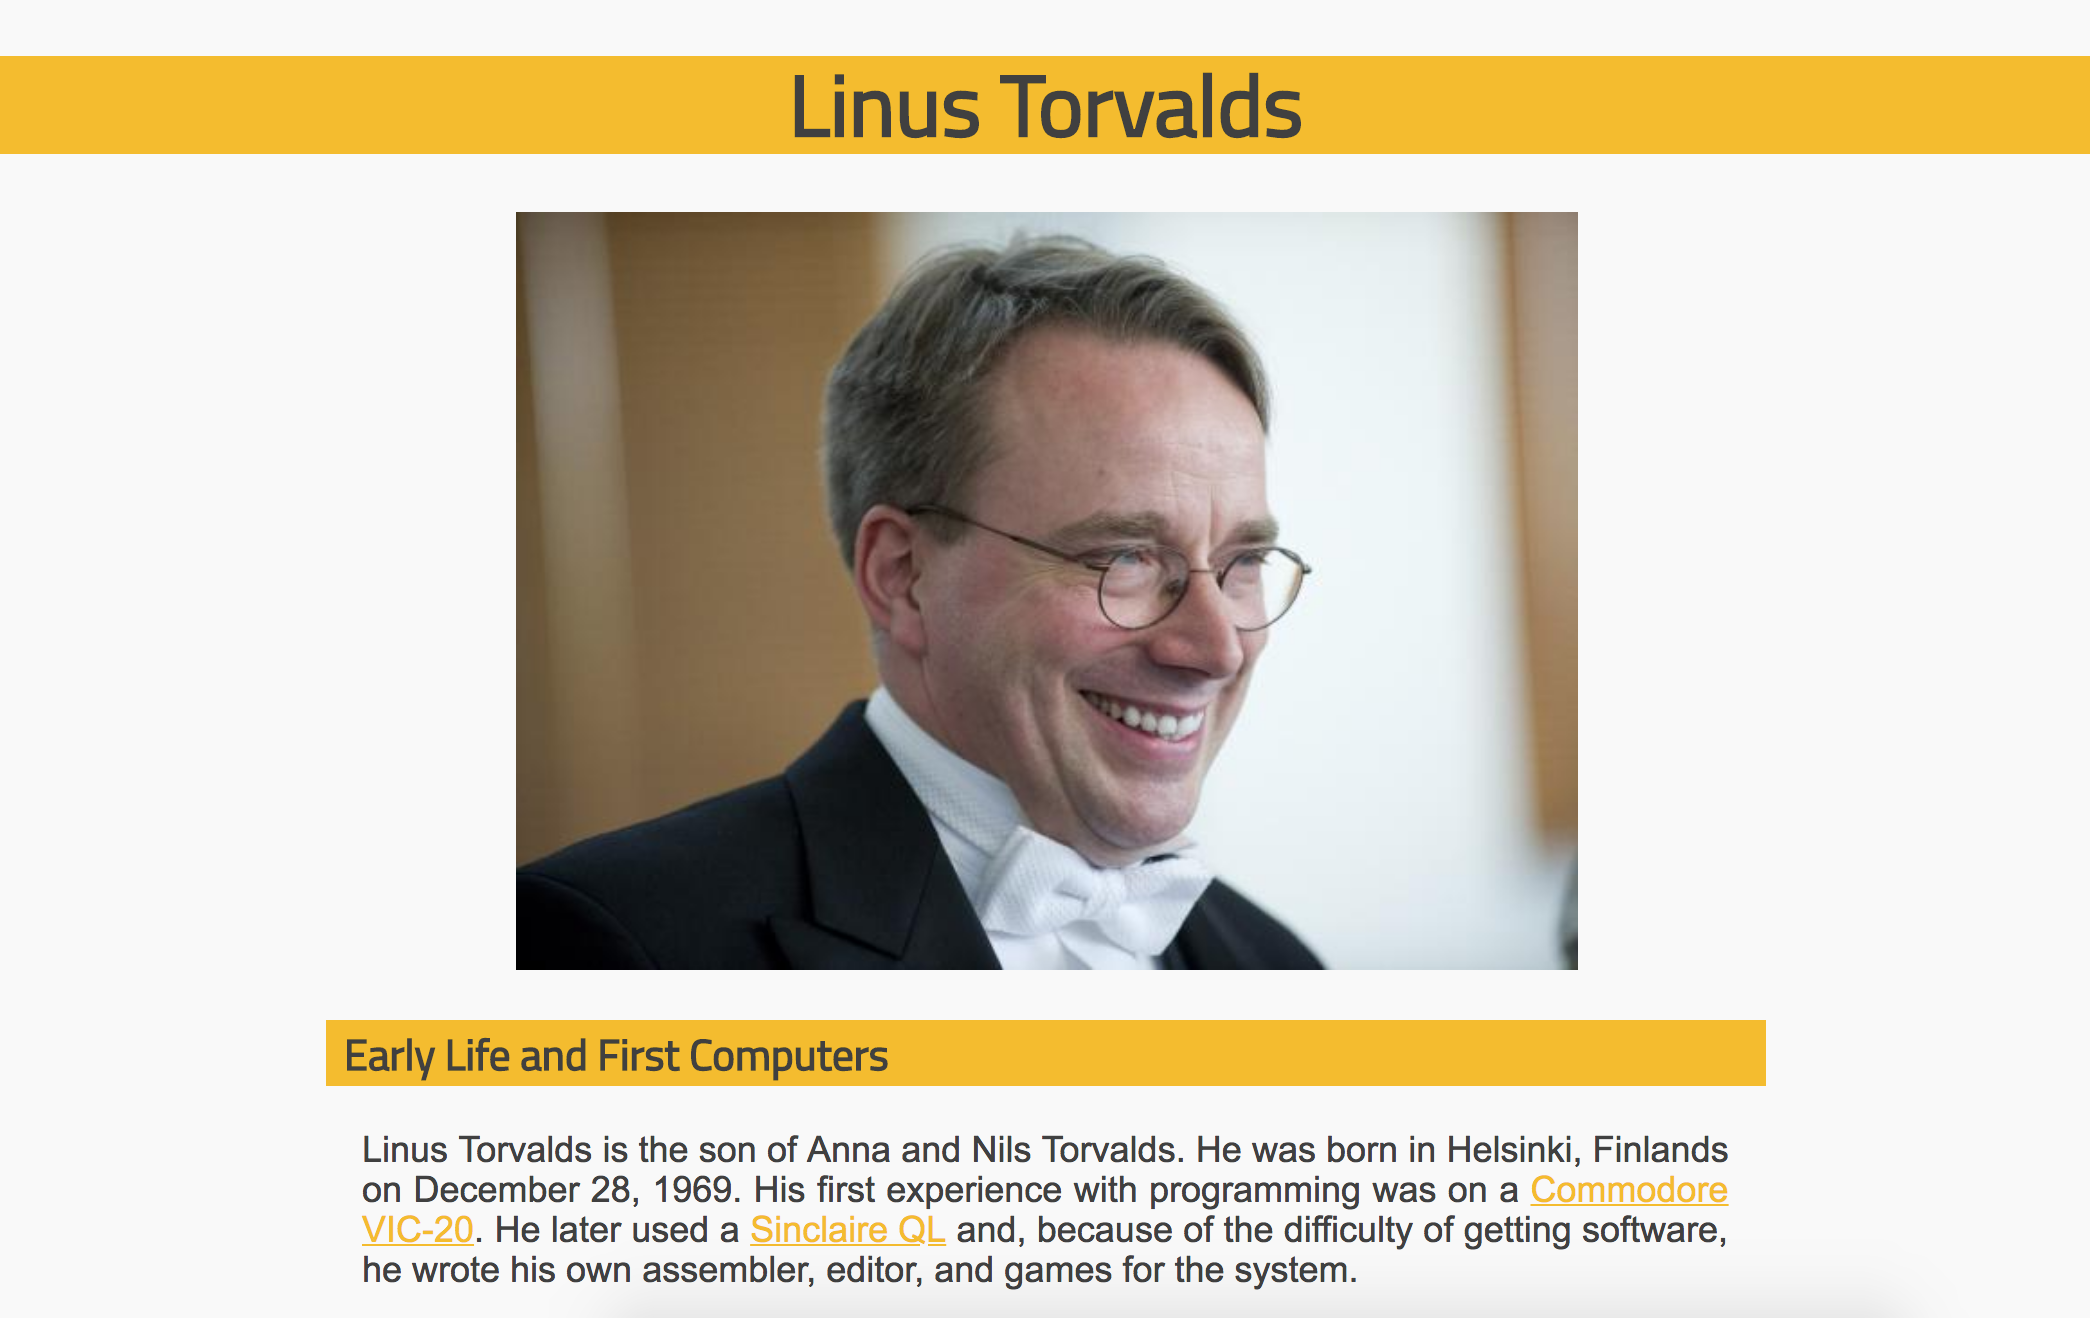 Linus Torvalds
Early Life and First Computers
Linus Torvalds is the son of Anna and Nils Torvalds. He was born in Helsinki, Finlands
on December 28, 1969. His first experience with programming was on a Commodore
VIC-20. He later used a Sinclaire QL and, because of the difficulty of getting software,
he wrote his own assembler, editor, and games for the system.